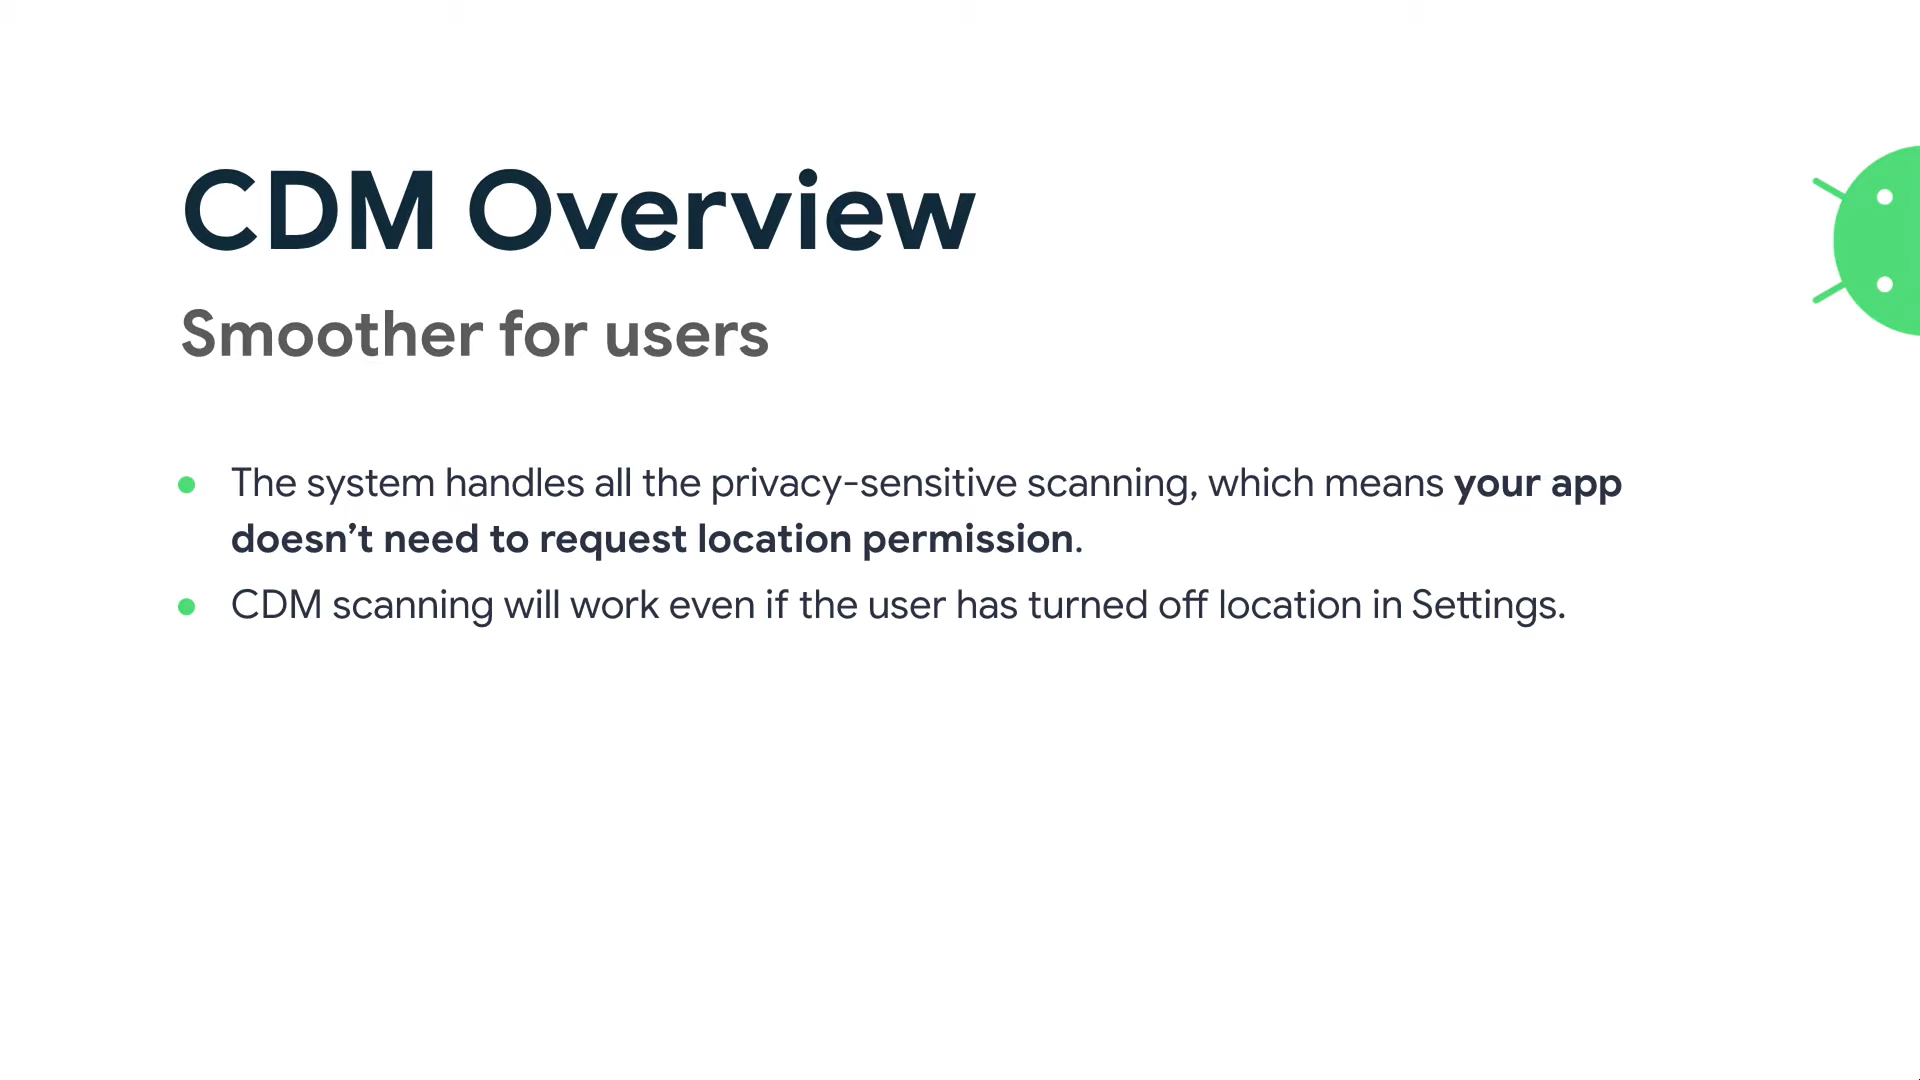 CDM Overview
Smoother for users
• The system handles all the privacy-sensitive scanning, which means your app
doesn’t need to request location permission.
• CDM scanning will work even if the user has turned off location in Settings.